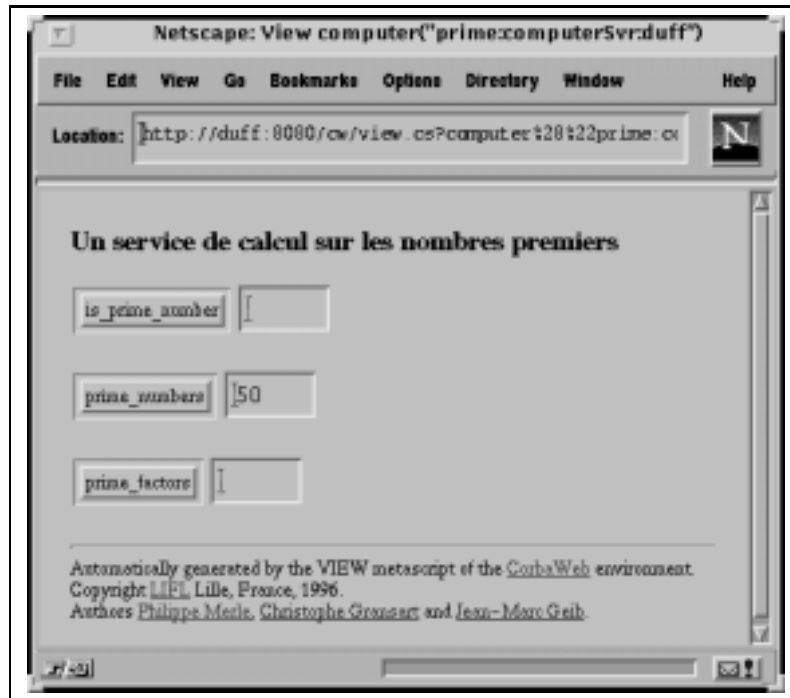 Netscape: View computer("prime:computerSvr:duff")
File Edit View Go Bookmarks Options Directory Window Help
Location: http://duff:8080/cw/view.cs?computer%28%22prime:co
N
Un service de calcul sur les nombres premiers
is_prime_number
prime_numbers 50
prime_factors
Automatically generated by the VIEW metascript of the CorbaWeb environment.
Copyright LIFL Lille, France, 1996.
Authors Philippe Merle, Christophe Gransart and Jean-Marc Geib.